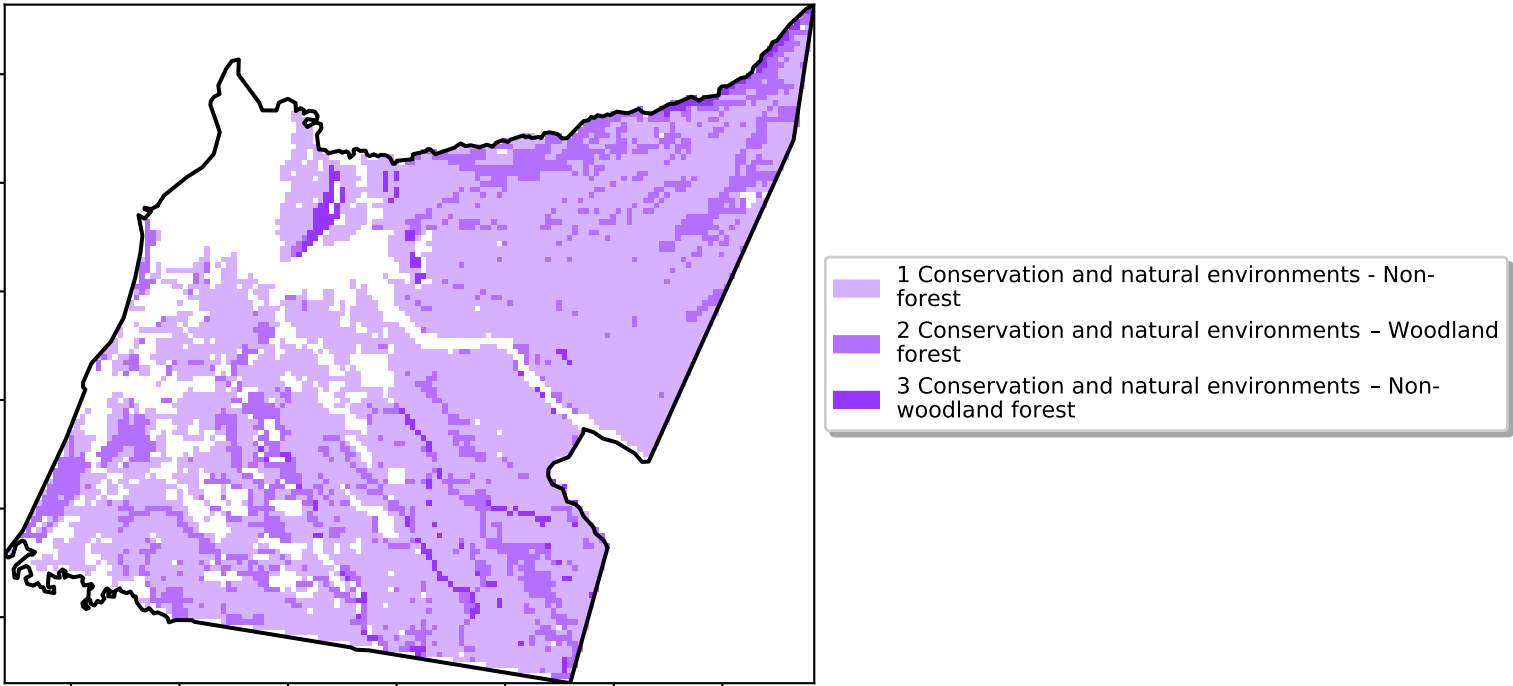 1 Conservation and natural environments - Non-
forest
2 Conservation and natural environments – Woodland
forest
3 Conservation and natural environments – Non-
woodland forest